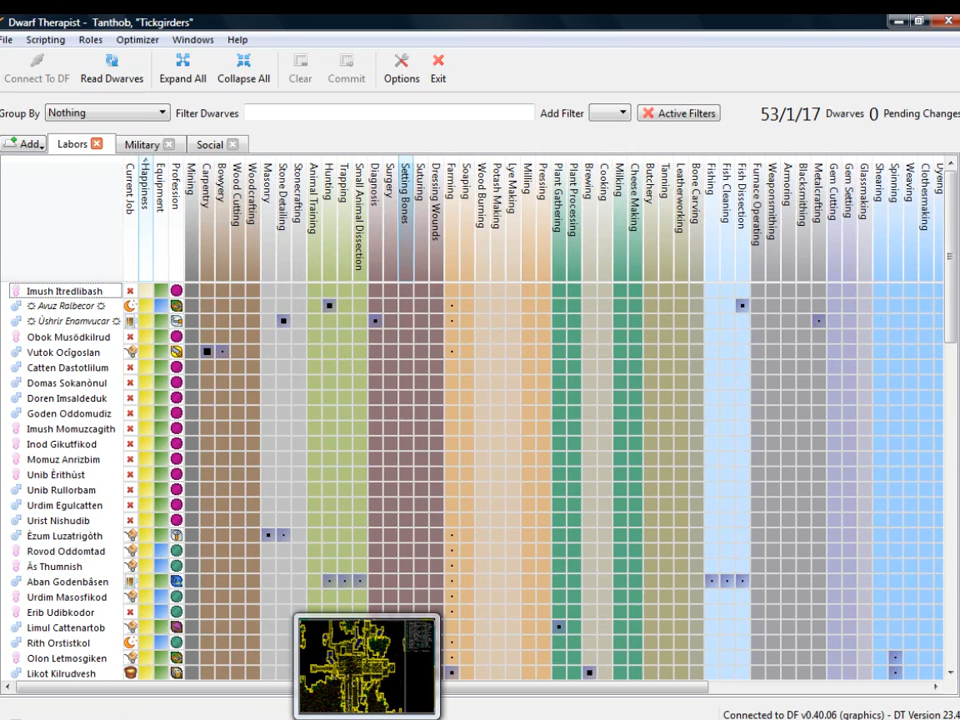 Dwarf Therapist - Tanthob, "Tickgirders"
File Scripting Roles Optimizer Windows Help
Connect To DF Read Dwarves Expand All Collapse All Clear Commit Options Exit
Group By Nothing Filter Dwarves Add Filter Active Filters 53/1/17 Dwarves 0 Pending Changes
Add Labors Military Social
Current Job
Happiness
Equipment
Profession
Mining
Carpentry
Bowyery
Wood Cutting
Woodcrafting
Masonry
Stone Detailing
Stonecrafting
Animal Training
Hunting
Trapping
Small Animal Dissection
Diagnosis
Surgery
Setting Bones
Suturing
Dressing Wounds
Farming
Soaping
Wood Burning
Potash Making
Lye Making
Milling
Pressing
Plant Gathering
Plant Processing
Brewing
Cooking
Milking
Cheese Making
Butchery
Tanning
Leatherworking
Bone Carving
Fishing
Fish Cleaning
Fish Dissection
Furnace Operating
Weaponsmithing
Armoring
Blacksmithing
Metalcrafting
Gem Cutting
Gem Setting
Glassmaking
Shearing
Spinning
Weaving
Clothesmaking
Dyeing
Imush Itredlibash
Avuz Ralbecor
Ushrir Enamvucar
Obok Musôdkilrud
Vutok Ocîgoslan
Catten Dastotlilum
Domas Sokanònul
Doren Imsaldeduk
Goden Oddomudiz
Imush Momuzcagith
Inod Gikutfikod
Momuz Anrizbim
Unib Èrithùst
Unib Rullorbam
Urdim Egulcatten
Urist Nishudib
Èzum Luzatrigóth
Rovod Oddomtad
Äs Thumnish
Aban Godenbåsen
Urdim Masosfikod
Erib Udibkodor
Limul Cattenatol
Rith Orstistkol
Olon Letmosgiken
Likot Kilrudvesh
Connected to DF v0.40.06 (graphics) - DT Version 23.4